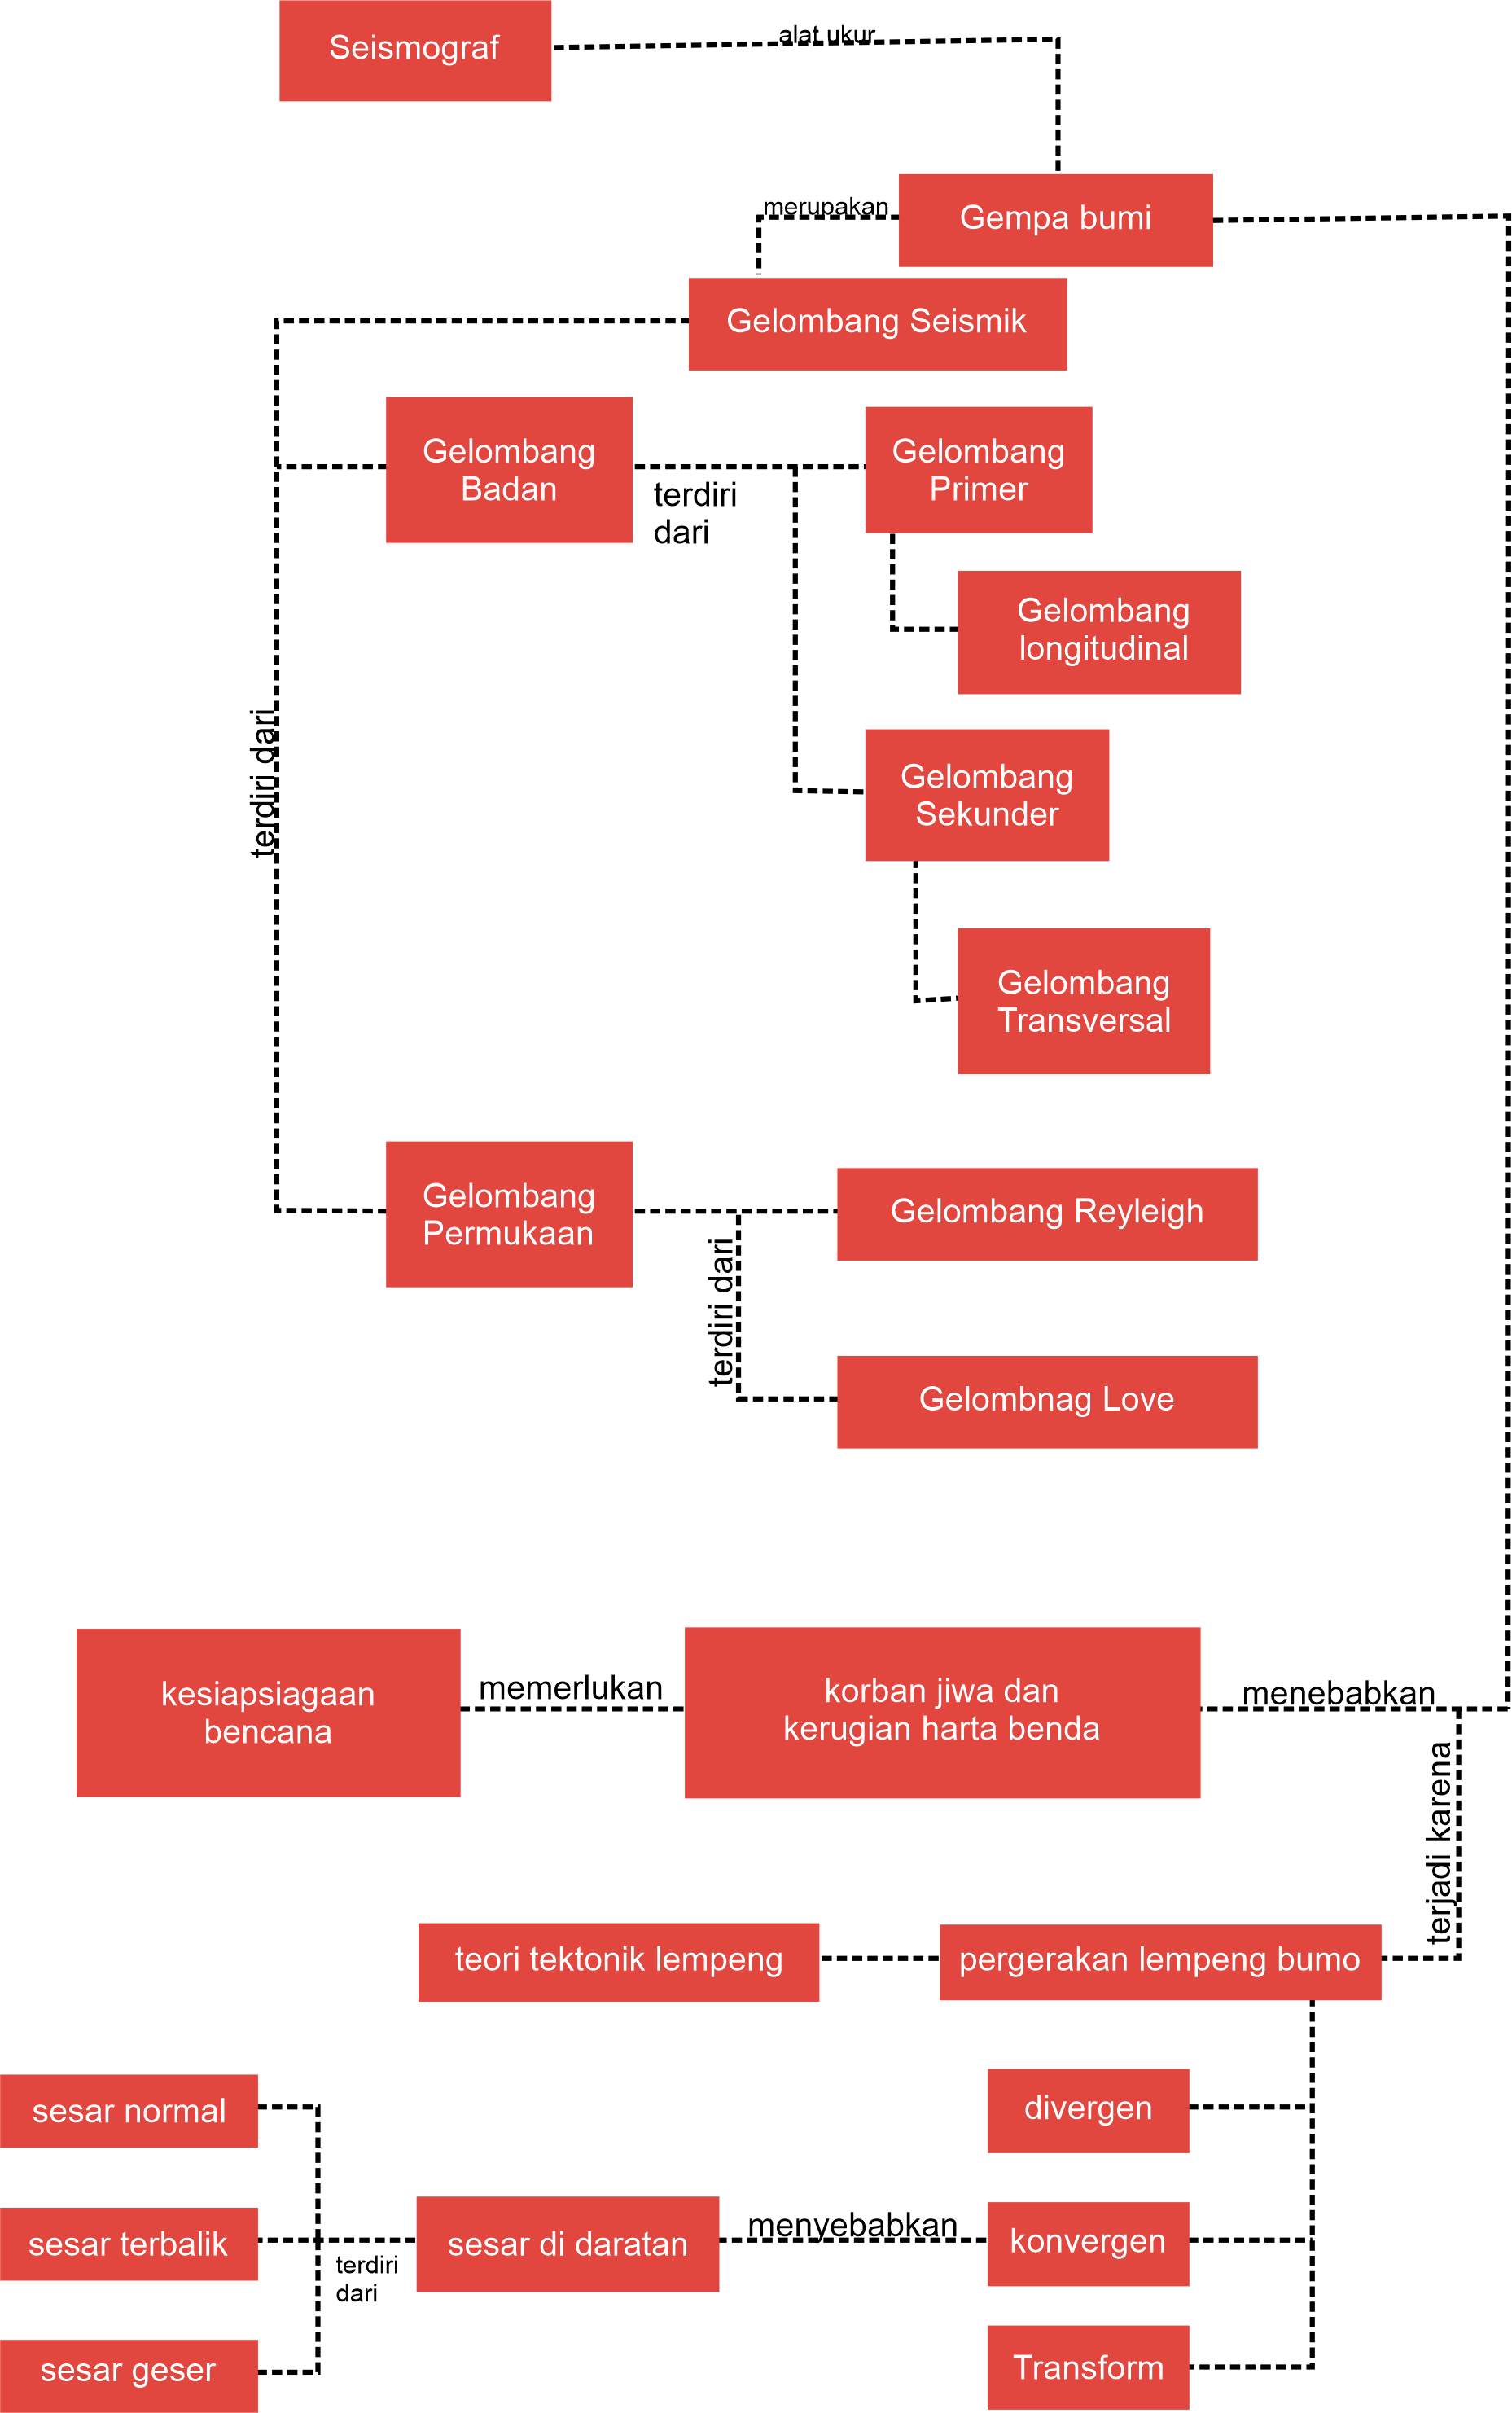 Seismograf
alat ukur
merupakan
Gempa bumi
Gelombang Seismik
Gelombang
Badan
terdiri
dari
Gelombang
Primer
Gelombang
longitudinal
terdiri dari
Gelombang
Sekunder
Gelombang
Transversal
Gelombang
Permukaan
Gelombang Reyleigh
terdiri dari
Gelombnag Love
kesiapsiagaan
bencana
memerlukan
korban jiwa dan
kerugian harta benda
menebabkan
terjadi karena
teori tektonik lempeng
pergerakan lempeng bumo
sesar normal
divergen
sesar terbalik
terdiri
dari
sesar di daratan
menyebabkan
konvergen
sesar geser
Transform